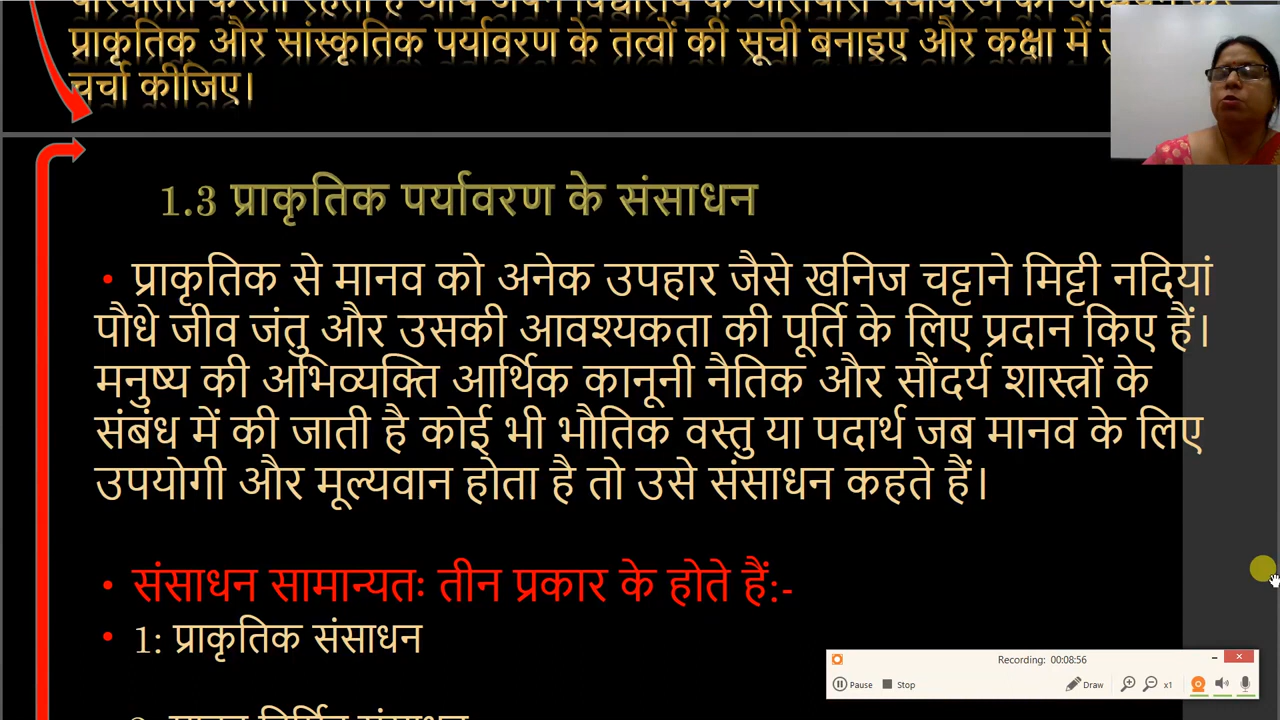 प्राकृतिक और सांस्कृतिक पर्यावरण के तत्वों की सूची बनाइए और कक्षा में
चर्चा कीजिए।
1.3 प्राकृतिक पर्यावरण के संसाधन
• प्राकृतिक से मानव को अनेक उपहार जैसे खनिज चट्टाने मिट्टी नदियां
पौधे जीव जंतु और उसकी आवश्यकता की पूर्ति के लिए प्रदान किए हैं।
मनुष्य की अभिव्यक्ति आर्थिक कानूनी नैतिक और सौंदर्य शास्त्रों के
संबंध में की जाती है कोई भी भौतिक वस्तु या पदार्थ जब मानव के लिए
उपयोगी और मूल्यवान होता है तो उसे संसाधन कहते हैं।
• संसाधन सामान्यतः तीन प्रकार के होते हैं:-
• 1: प्राकृतिक संसाधन
Recording: 00:08:56
Pause Stop Draw x1